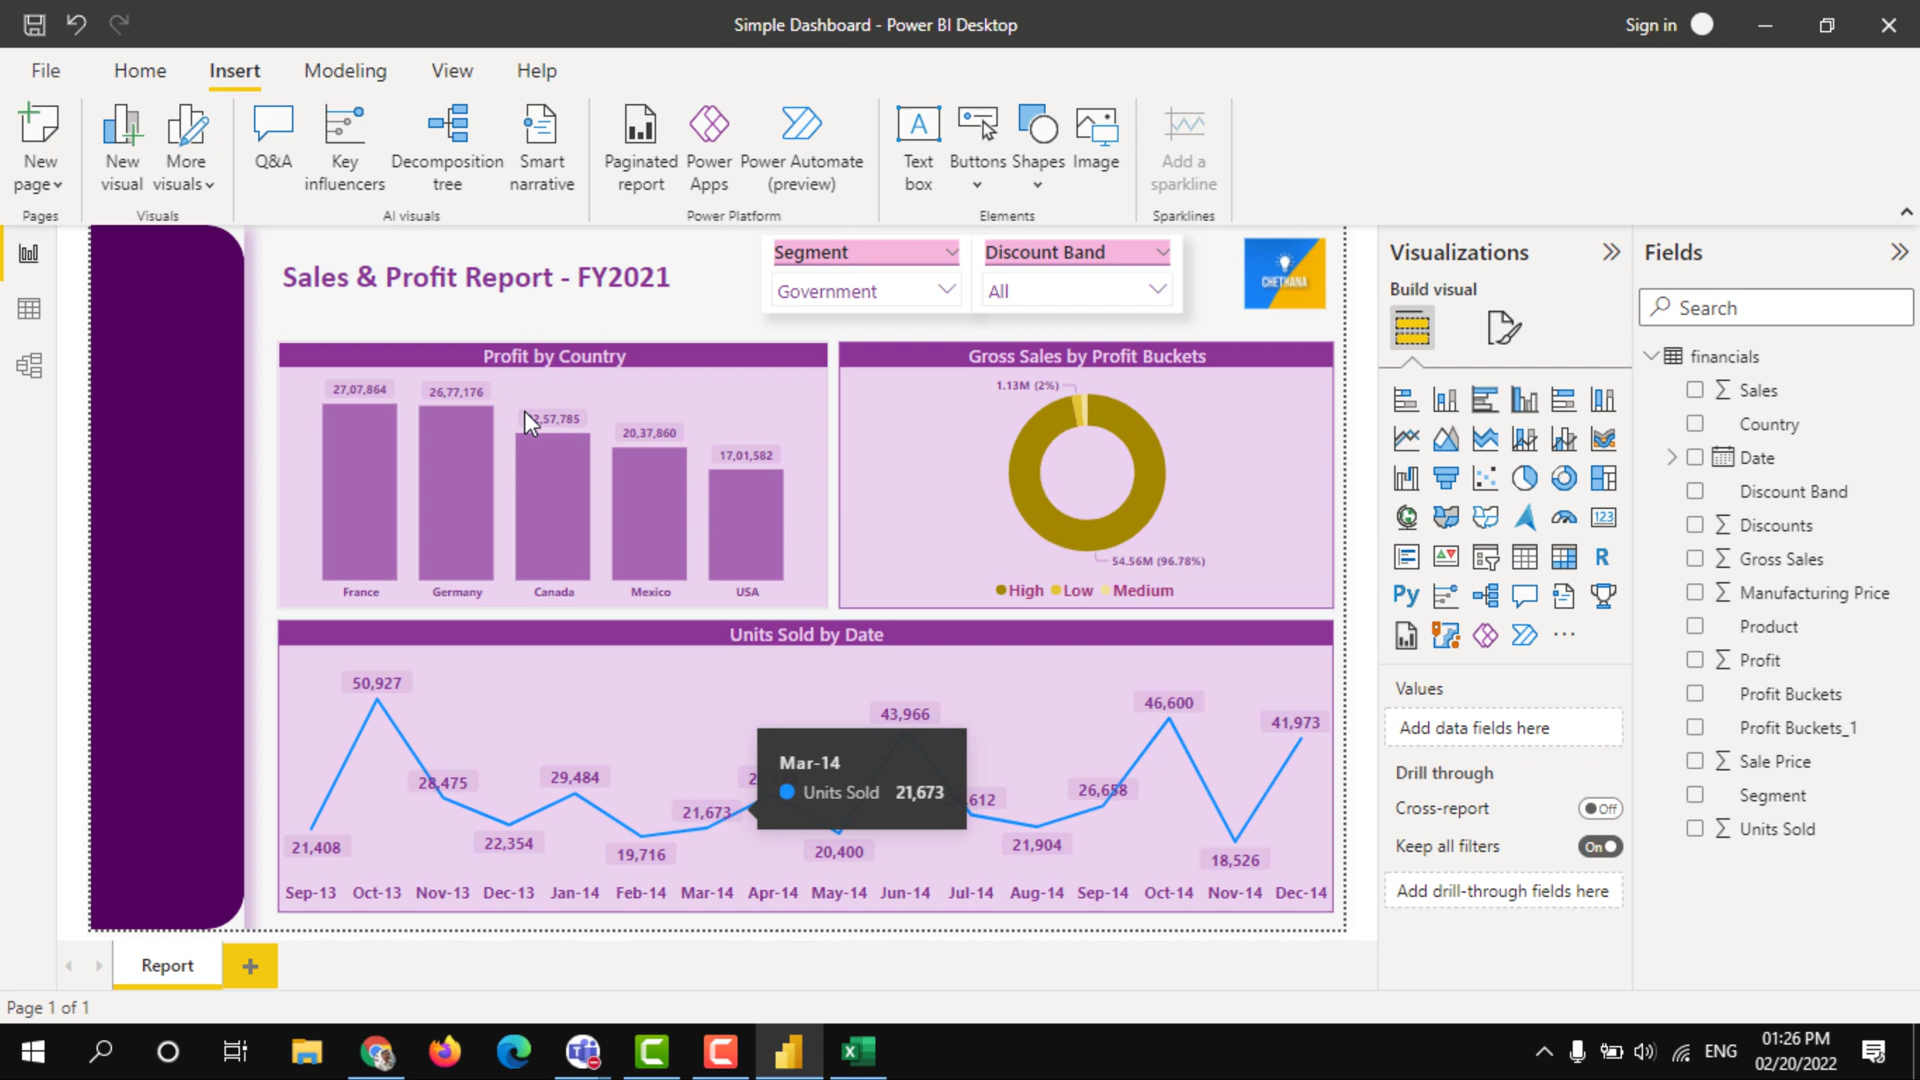 Simple Dashboard - Power BI Desktop
Sign in
File Home Insert Modeling View Help
New page
New visual
More visuals
Q&A
Key influencers
Decomposition tree
Smart narrative
Paginated report
Power Apps
Power Automate (preview)
Text box
Buttons
Shapes
Image
Add a sparkline
Pages Visuals AI visuals Power Platform Elements Sparklines
Sales & Profit Report - FY2021
Segment
Government
Discount Band
All
CHETHANA
Profit by Country
27,07,864
26,77,176
,57,785
20,37,860
17,01,582
France Germany Canada Mexico USA
Gross Sales by Profit Buckets
1.13M (2%)
54.56M (96.78%)
High Low Medium
Units Sold by Date
21,408
50,927
28,475
22,354
29,484
19,716
21,673
20,400
43,966
,612
21,904
26,658
46,600
18,526
41,973
Mar-14
Units Sold 21,673
Sep-13 Oct-13 Nov-13 Dec-13 Jan-14 Feb-14 Mar-14 Apr-14 May-14 Jun-14 Jul-14 Aug-14 Sep-14 Oct-14 Nov-14 Dec-14
Visualizations
Build visual
123
R
Py
Values
Add data fields here
Drill through
Cross-report Off
Keep all filters On
Add drill-through fields here
Fields
Search
financials
Sales
Country
Date
Discount Band
Discounts
Gross Sales
Manufacturing Price
Product
Profit
Profit Buckets
Profit Buckets_1
Sale Price
Segment
Units Sold
Report
Page 1 of 1
ENG
01:26 PM
02/20/2022